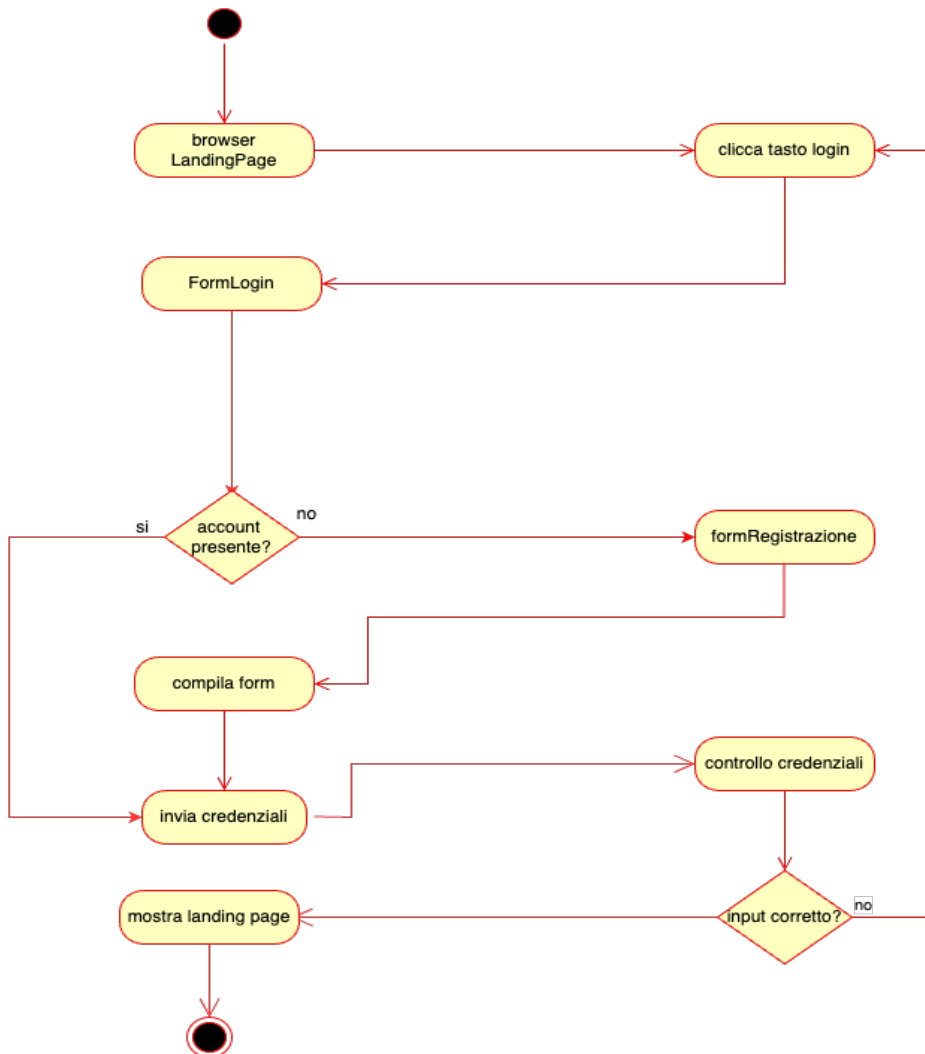 browser
LandingPage
clicca tasto login
FormLogin
si
account
presente?
no
formRegistrazione
compila form
controllo credenziali
invia credenziali
mostra landing page
input corretto?
no